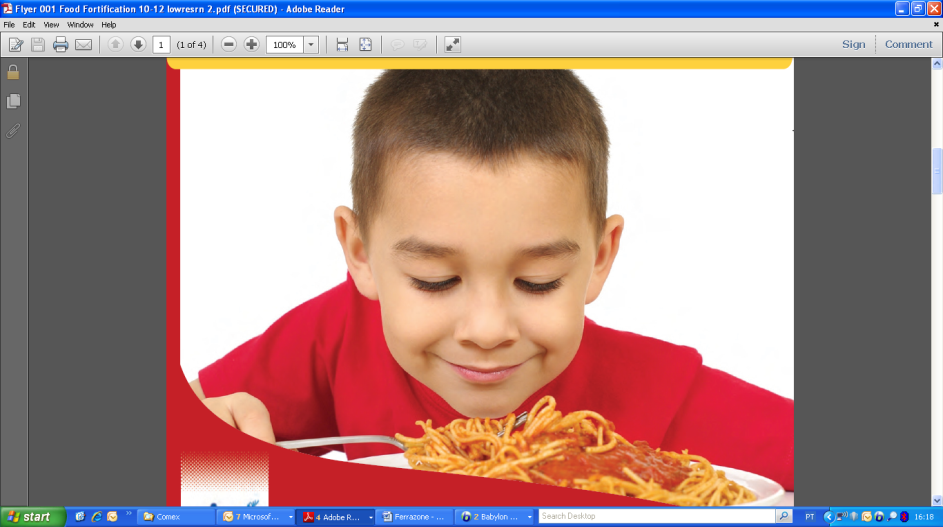 Flyer 001 Food Fortification 10-12 lowresrn 2.pdf (SECURED) - Adobe Reader
File Edit View Window Help
1 (1 of 4) 100% Sign Comment
start Comex 7 Microsof... 4 Adobe R... Ferrazone - ... 2 Babylon ... Search Desktop PT 16:18